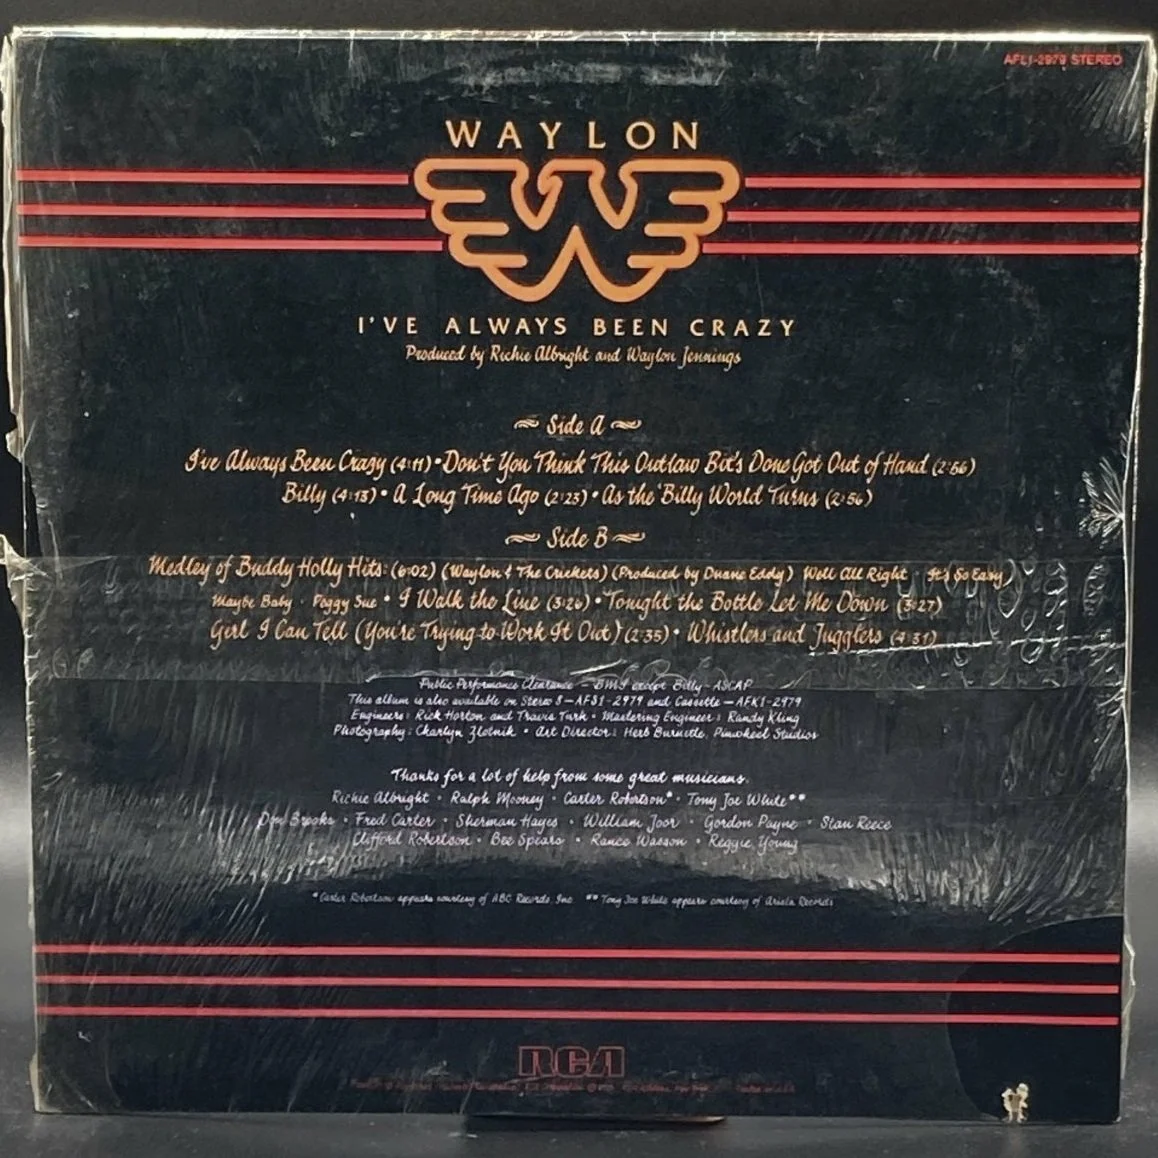 AFL1-2979 STEREO
WAYLON
I'VE ALWAYS BEEN CRAZY
Produced by Richie Albright and Waylon Jennings
Side A
I've Always Been Crazy (4:11) • Don't You Think This Outlaw Bit's Done Got Out of Hand (2:56)
Billy (4:13) • A Long Time Ago (2:23) • As the 'Billy World Turns (2:56)
Side B
Medley of Buddy Holly Hits: (6:02) (Waylon & The Crickets) (Produced by Duane Eddy) Well All Right It's So Easy
Maybe Baby · Peggy Sue • I Walk the Line (3:26) • Tonight the Bottle Let Me Down (3:27)
Girl I Can Tell (You're Trying to Work It Out) (2:35) • Whistlers and Jugglers (4:31)
Public Performance Clearance — BMI except Billy - ASCAP
This album is also available on Stereo 8 — AFS1-2979 and Cassette — AFK1-2979
Engineers: Rick Horton and Travis Turk • Mastering Engineer: Randy Kling
Photography: Charlyn Zlotnik • Art Director: Herb Burnette, Pinwheel Studios
Thanks for a lot of help from some great musicians.
Richie Albright • Ralph Mooney • Carter Robertson* • Tony Joe White**
Don Brooks • Fred Carter • Sherman Hayes • William Joor • Gordon Payne • Stan Reece
Clifford Robertson • Bee Spears • Rance Wasson • Reggie Young
*Carter Robertson appears courtesy of ABC Records, Inc. **Tony Joe White appears courtesy of Ariola Records
RCA